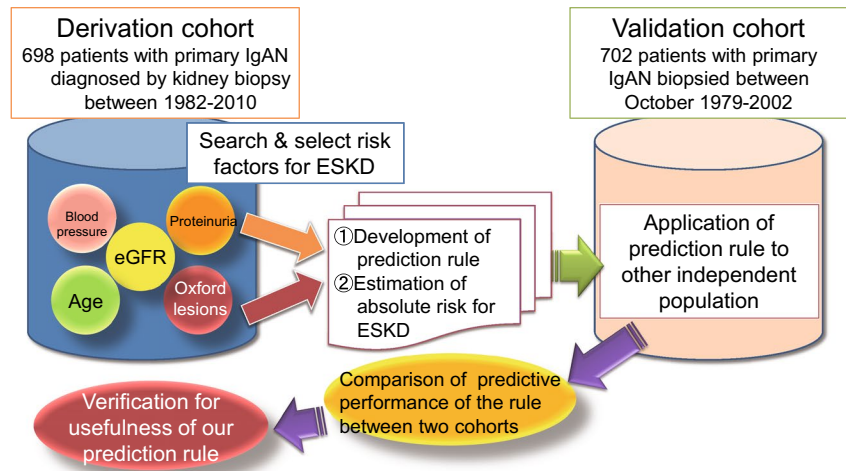 Derivation cohort
698 patients with primary IgAN
diagnosed by kidney biopsy
between 1982-2010
Validation cohort
702 patients with primary
IgAN biopsied between
October 1979-2002
Search & select risk
factors for ESKD
Blood
pressure
Proteinuria
eGFR
Age
Oxford
lesions
①Development of
prediction rule
②Estimation of
absolute risk for
ESKD
Application of
prediction rule to
other independent
population
Comparison of predictive
performance of the rule
between two cohorts
Verification for
usefulness of our
prediction rule